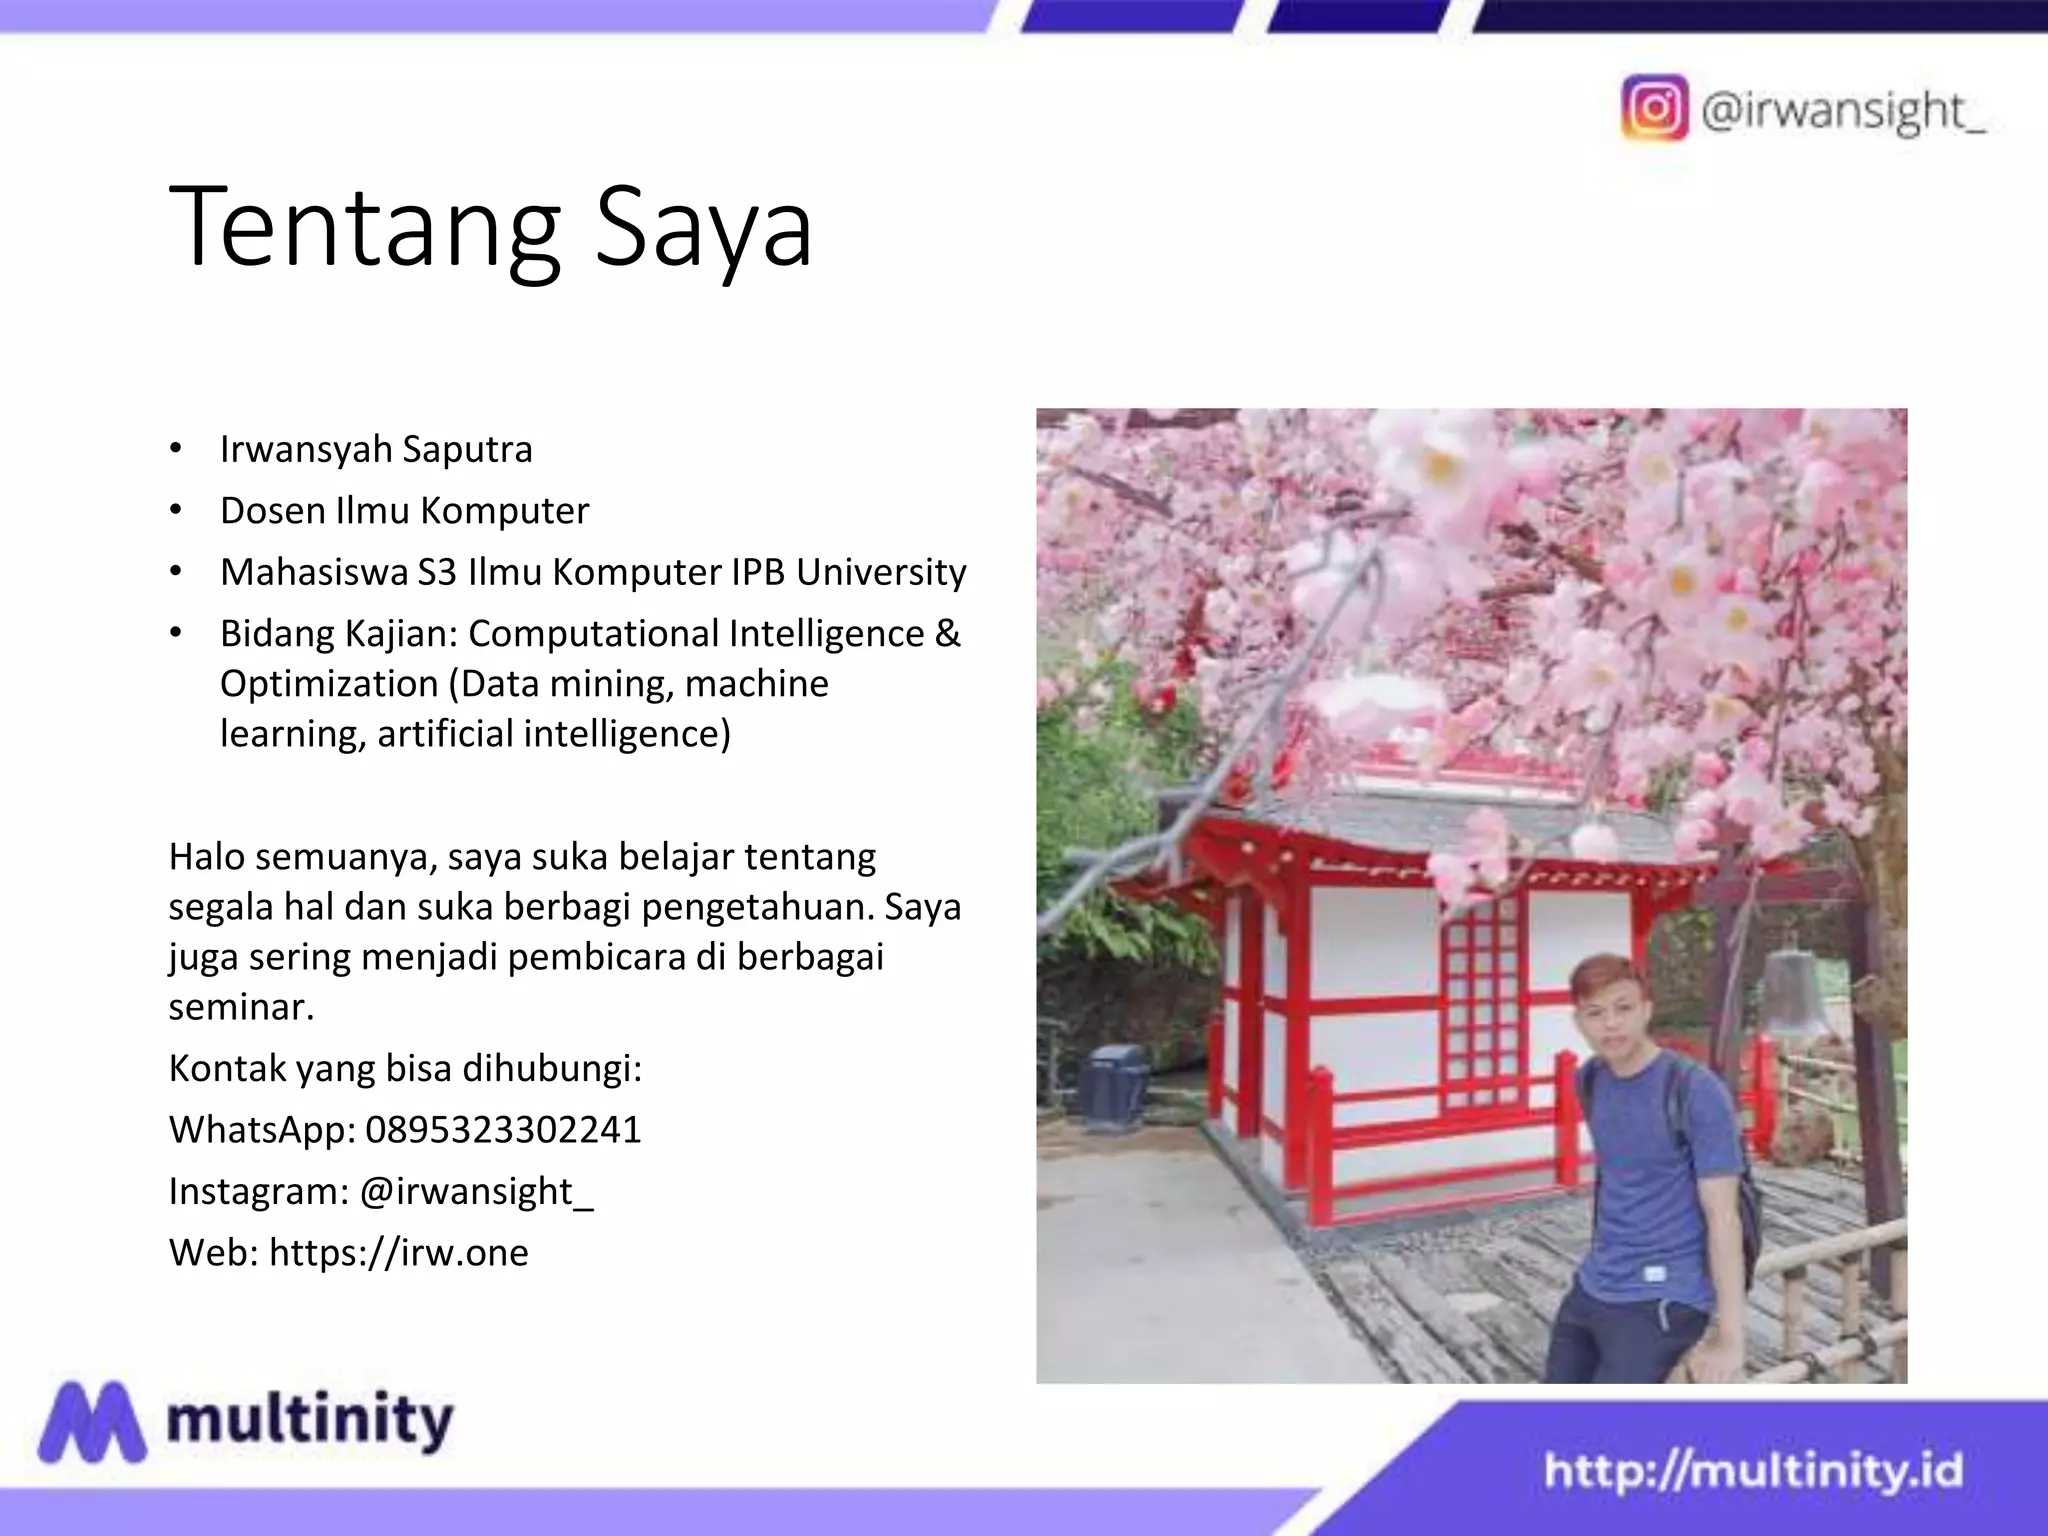 @irwansight_
Tentang Saya
• Irwansyah Saputra
• Dosen Ilmu Komputer
• Mahasiswa S3 Ilmu Komputer IPB University
• Bidang Kajian: Computational Intelligence &
Optimization (Data mining, machine
learning, artificial intelligence)
Halo semuanya, saya suka belajar tentang
segala hal dan suka berbagi pengetahuan. Saya
juga sering menjadi pembicara di berbagai
seminar.
Kontak yang bisa dihubungi:
WhatsApp: 0895323302241
Instagram: @irwansight_
Web: https://irw.one
multinity
http://multinity.id